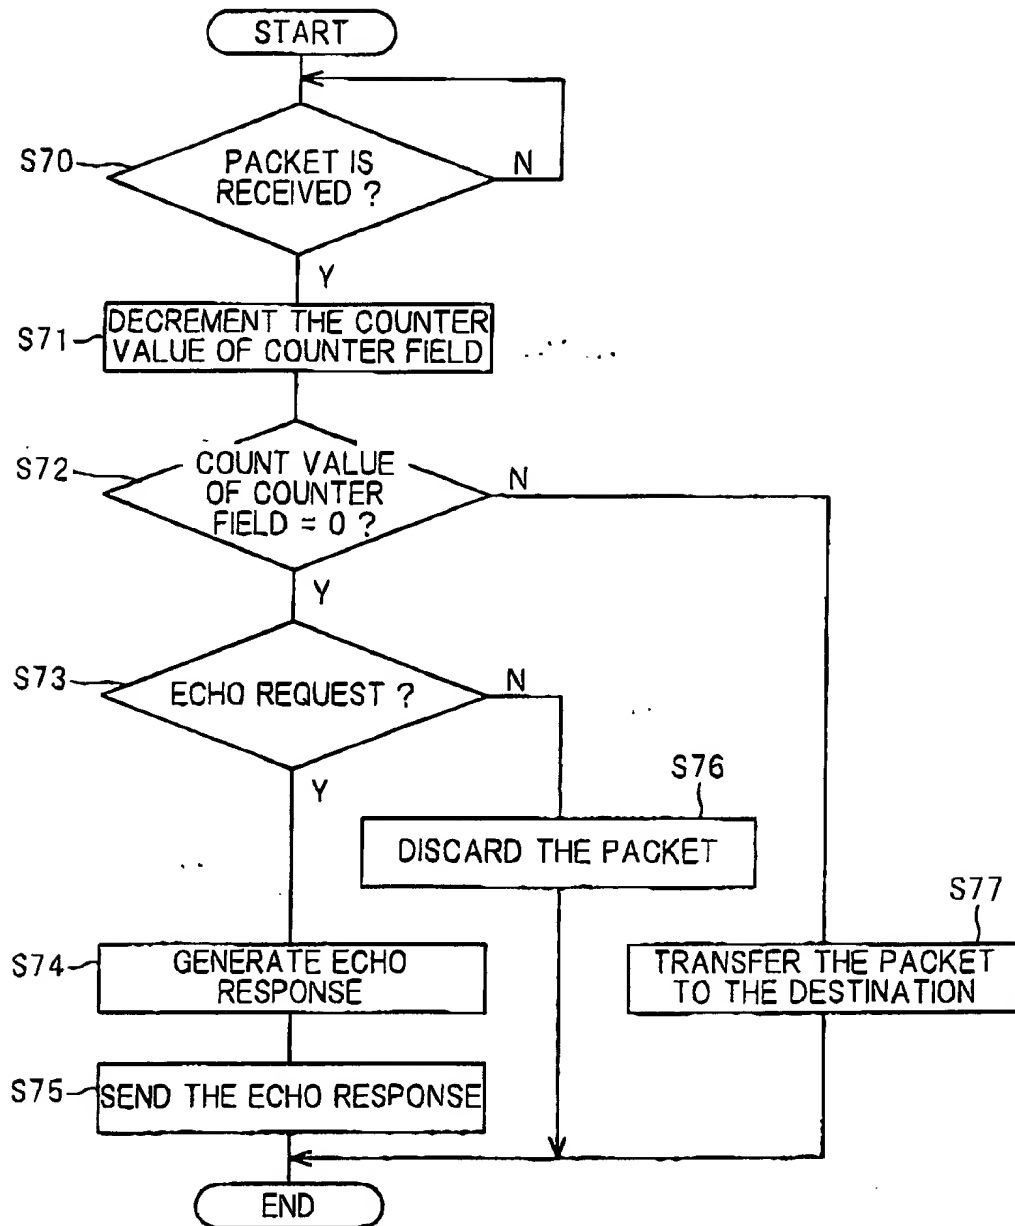 START
S70
PACKET IS
RECEIVED ?
N
Y
S71
DECREMENT THE COUNTER
VALUE OF COUNTER FIELD
S72
COUNT VALUE
OF COUNTER
FIELD = 0 ?
N
Y
S73
ECHO REQUEST ?
N
Y
S76
DISCARD THE PACKET
S77
TRANSFER THE PACKET
TO THE DESTINATION
S74
GENERATE ECHO
RESPONSE
S75
SEND THE ECHO RESPONSE
END